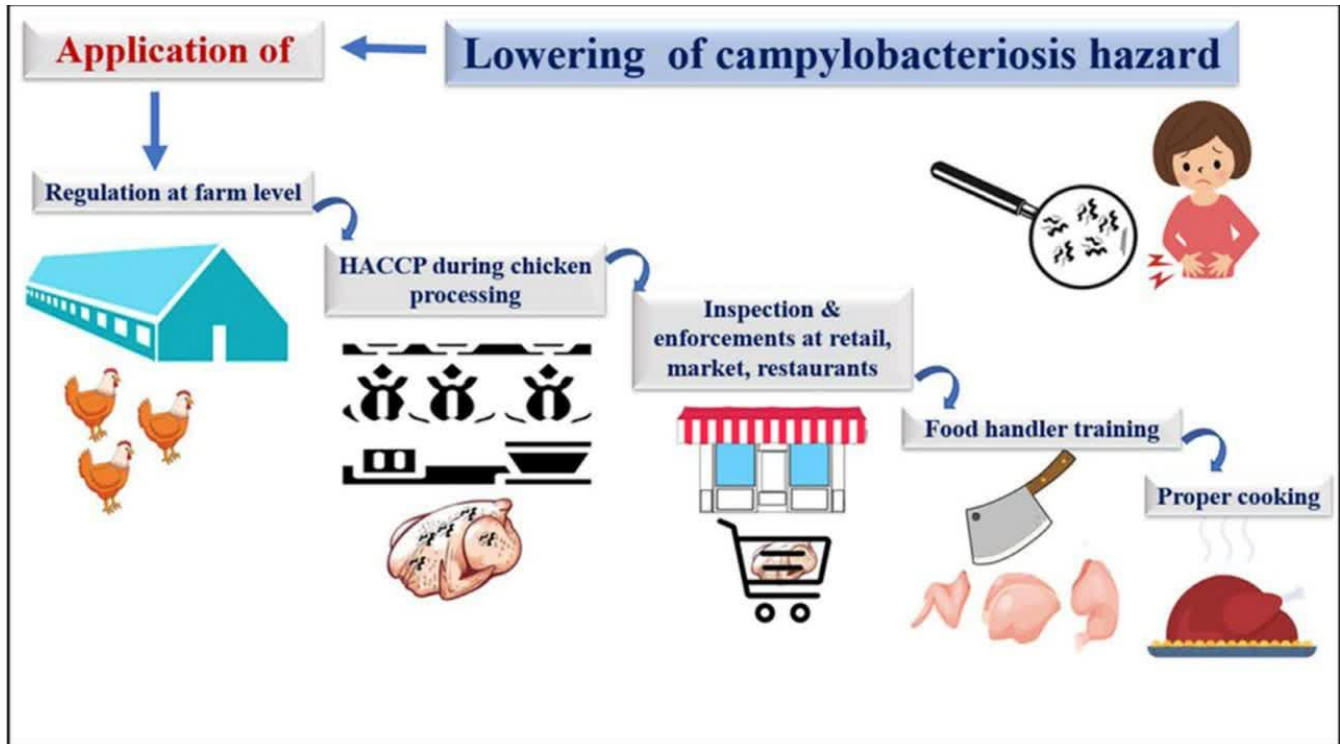 Application of
Lowering of campylobacteriosis hazard
Regulation at farm level
HACCP during chicken
processing
Inspection &
enforcements at retail,
market, restaurants
Food handler training
Proper cooking